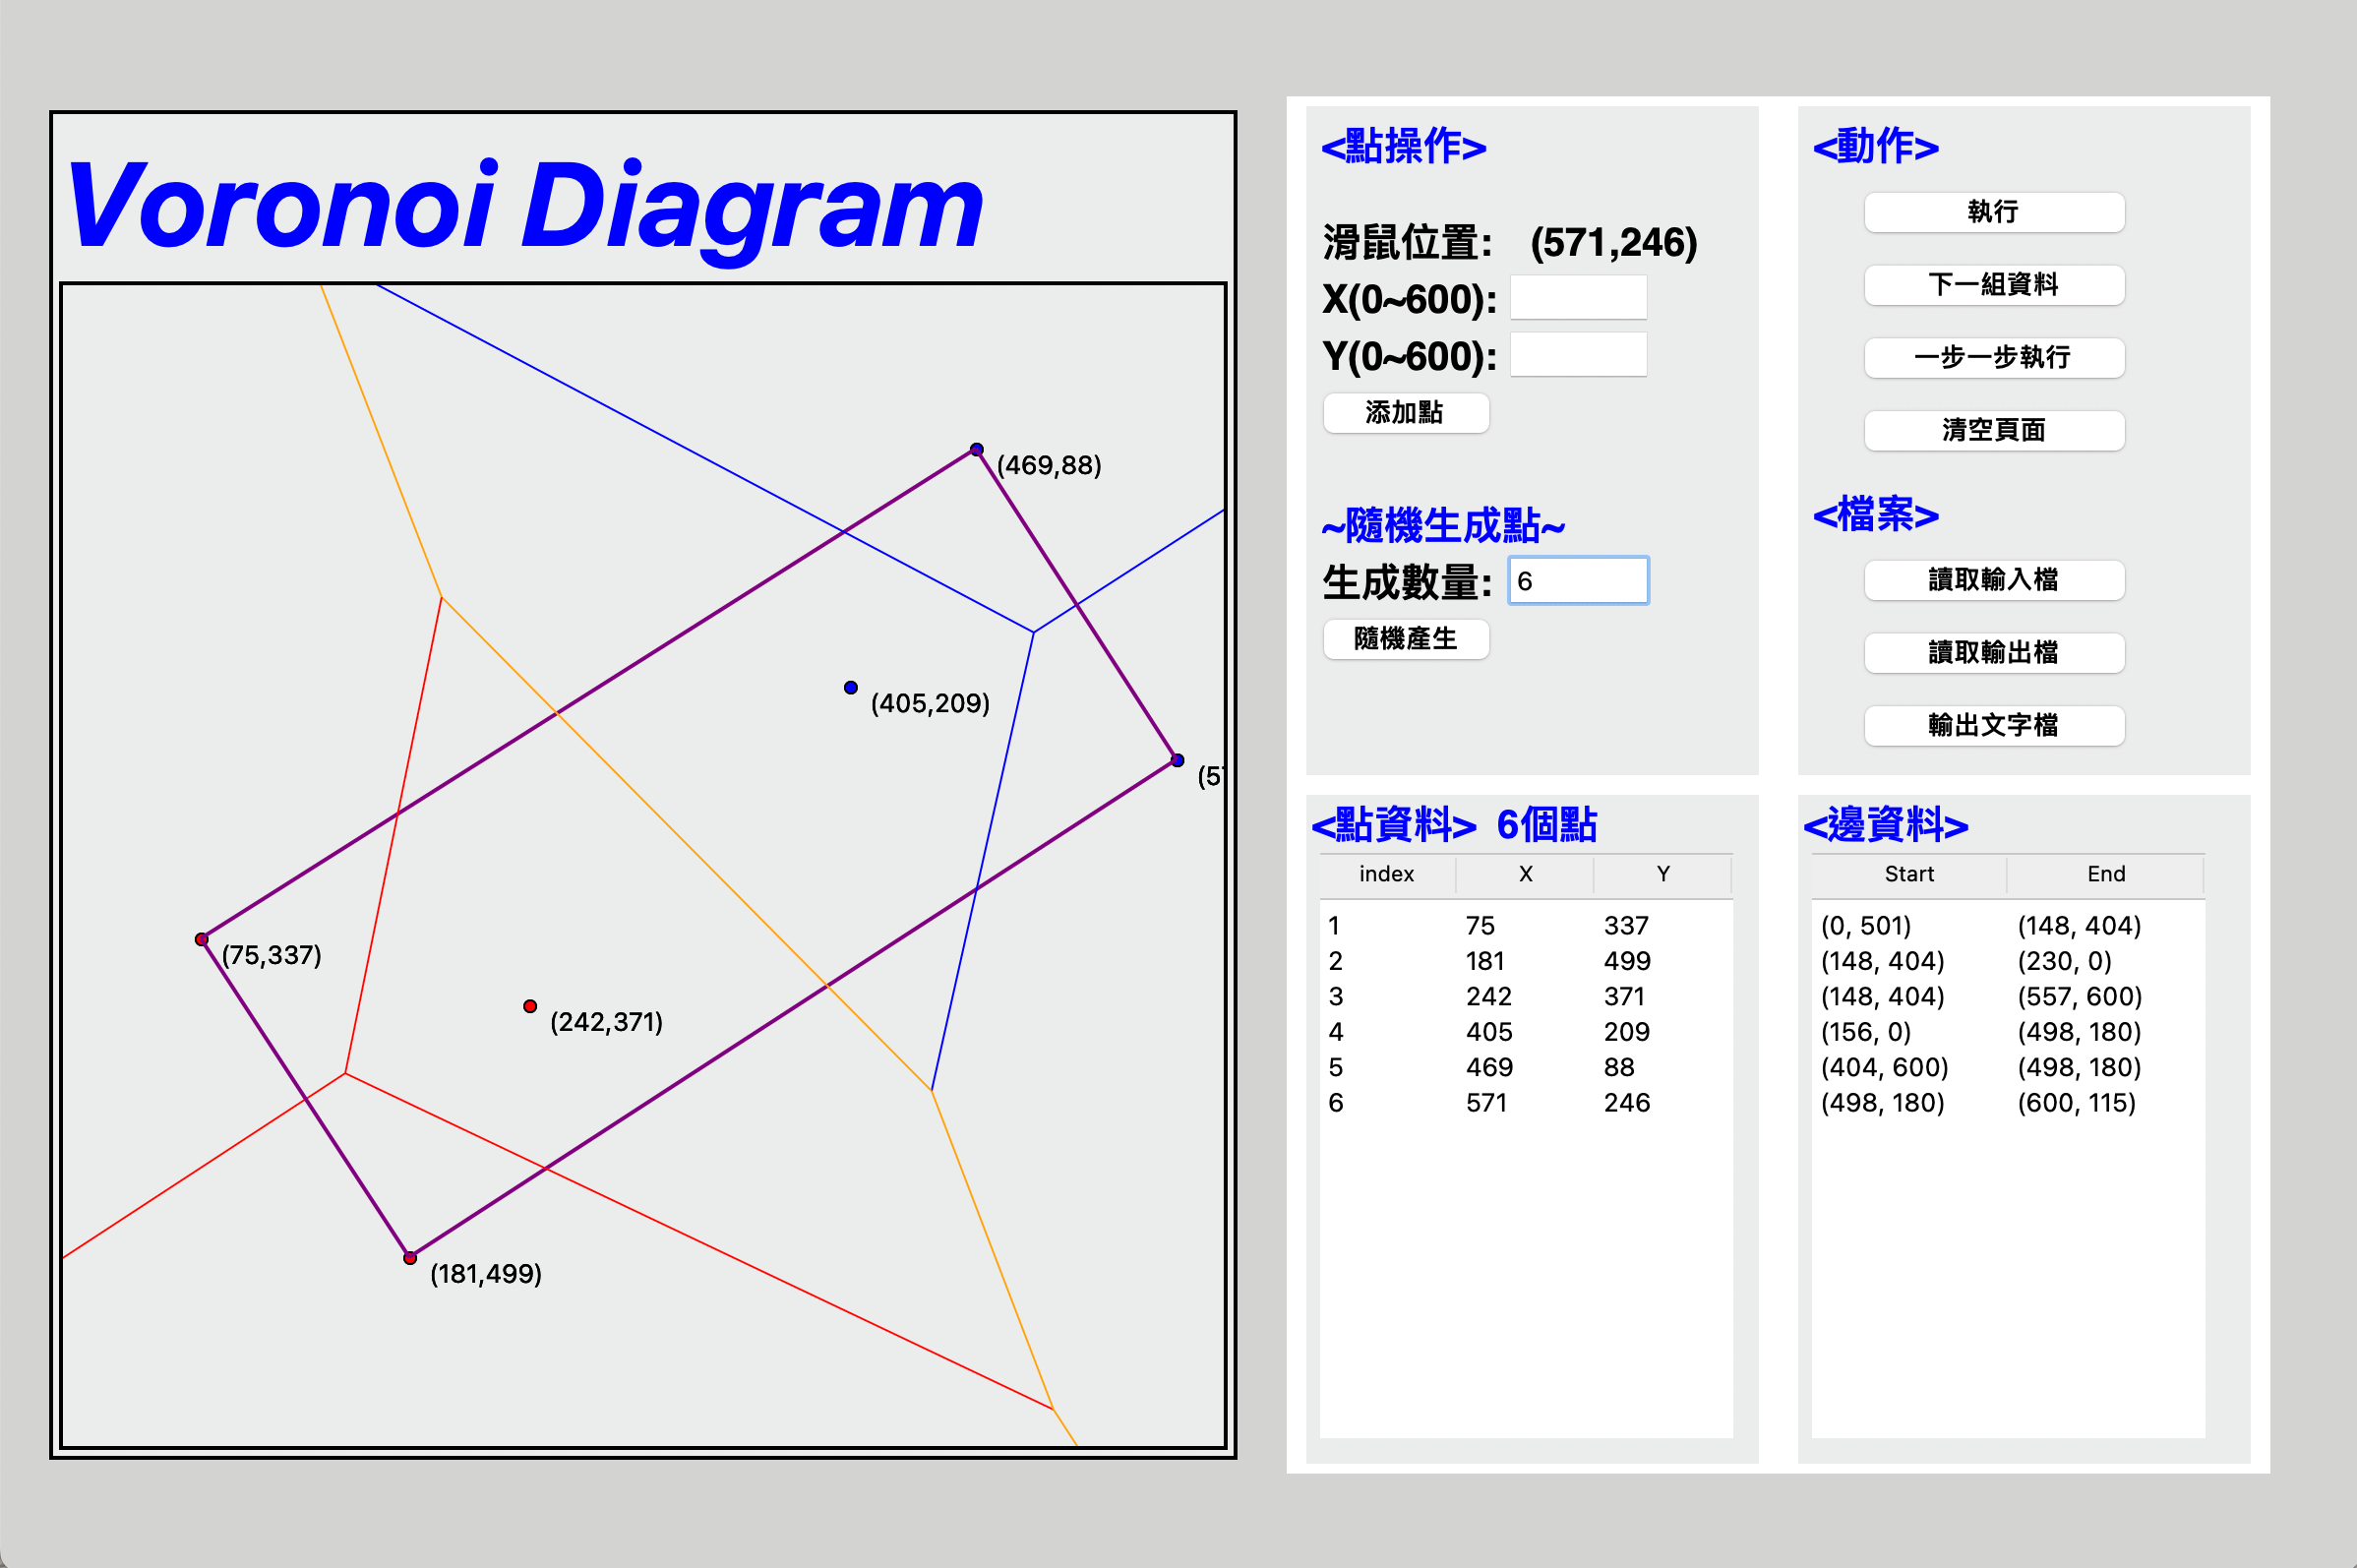 Voronoi Diagram
(469,88)
(405,209)
(57
(75,337)
(242,371)
(181,499)
<點操作>
滑鼠位置: (571,246)
X(0~600):
Y(0~600):
添加點
~隨機生成點~
生成數量: 6
隨機產生
<動作>
執行
下一組資料
一步一步執行
清空頁面
<檔案>
讀取輸入檔
讀取輸出檔
輸出文字檔
<點資料> 6個點
index X Y
1 75 337
2 181 499
3 242 371
4 405 209
5 469 88
6 571 246
<邊資料>
Start End
(0, 501) (148, 404)
(148, 404) (230, 0)
(148, 404) (557, 600)
(156, 0) (498, 180)
(404, 600) (498, 180)
(498, 180) (600, 115)